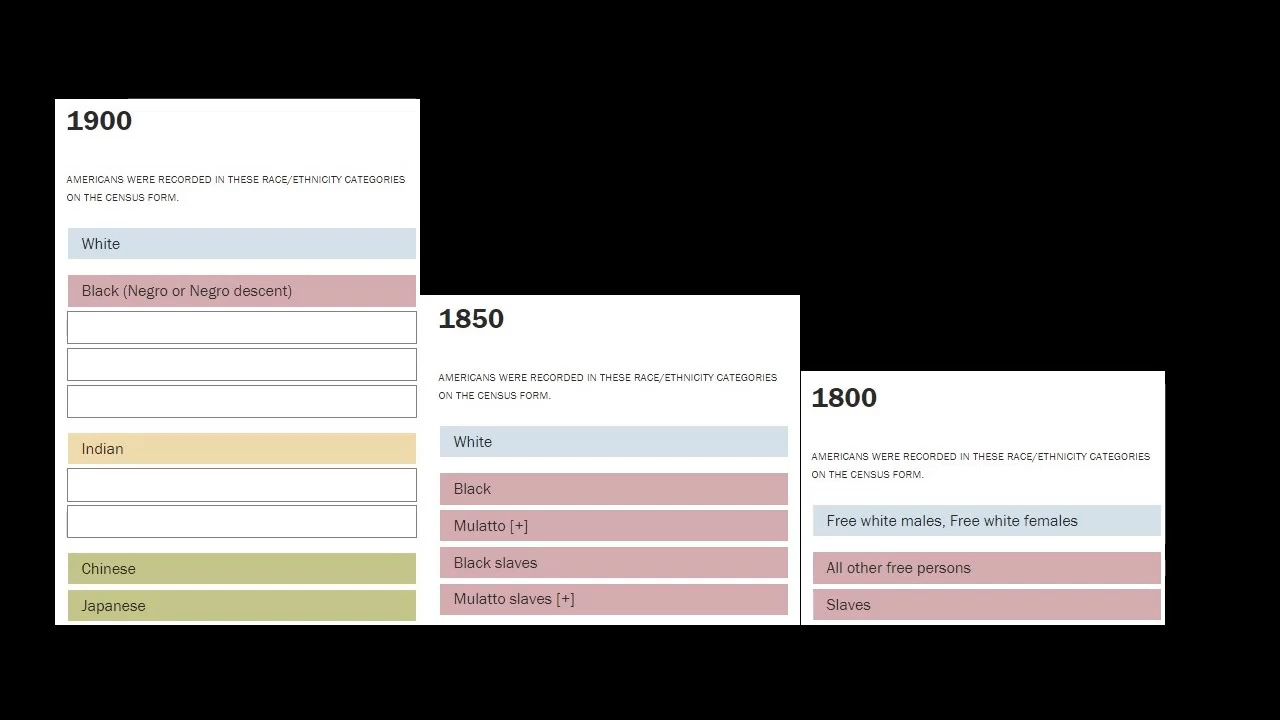 1900
AMERICANS WERE RECORDED IN THESE RACE/ETHNICITY CATEGORIES
ON THE CENSUS FORM.
White
Black (Negro or Negro descent)
Indian
Chinese
Japanese
1850
AMERICANS WERE RECORDED IN THESE RACE/ETHNICITY CATEGORIES
ON THE CENSUS FORM.
White
Black
Mulatto [+]
Black slaves
Mulatto slaves [+]
1800
AMERICANS WERE RECORDED IN THESE RACE/ETHNICITY CATEGORIES
ON THE CENSUS FORM.
Free white males, Free white females
All other free persons
Slaves